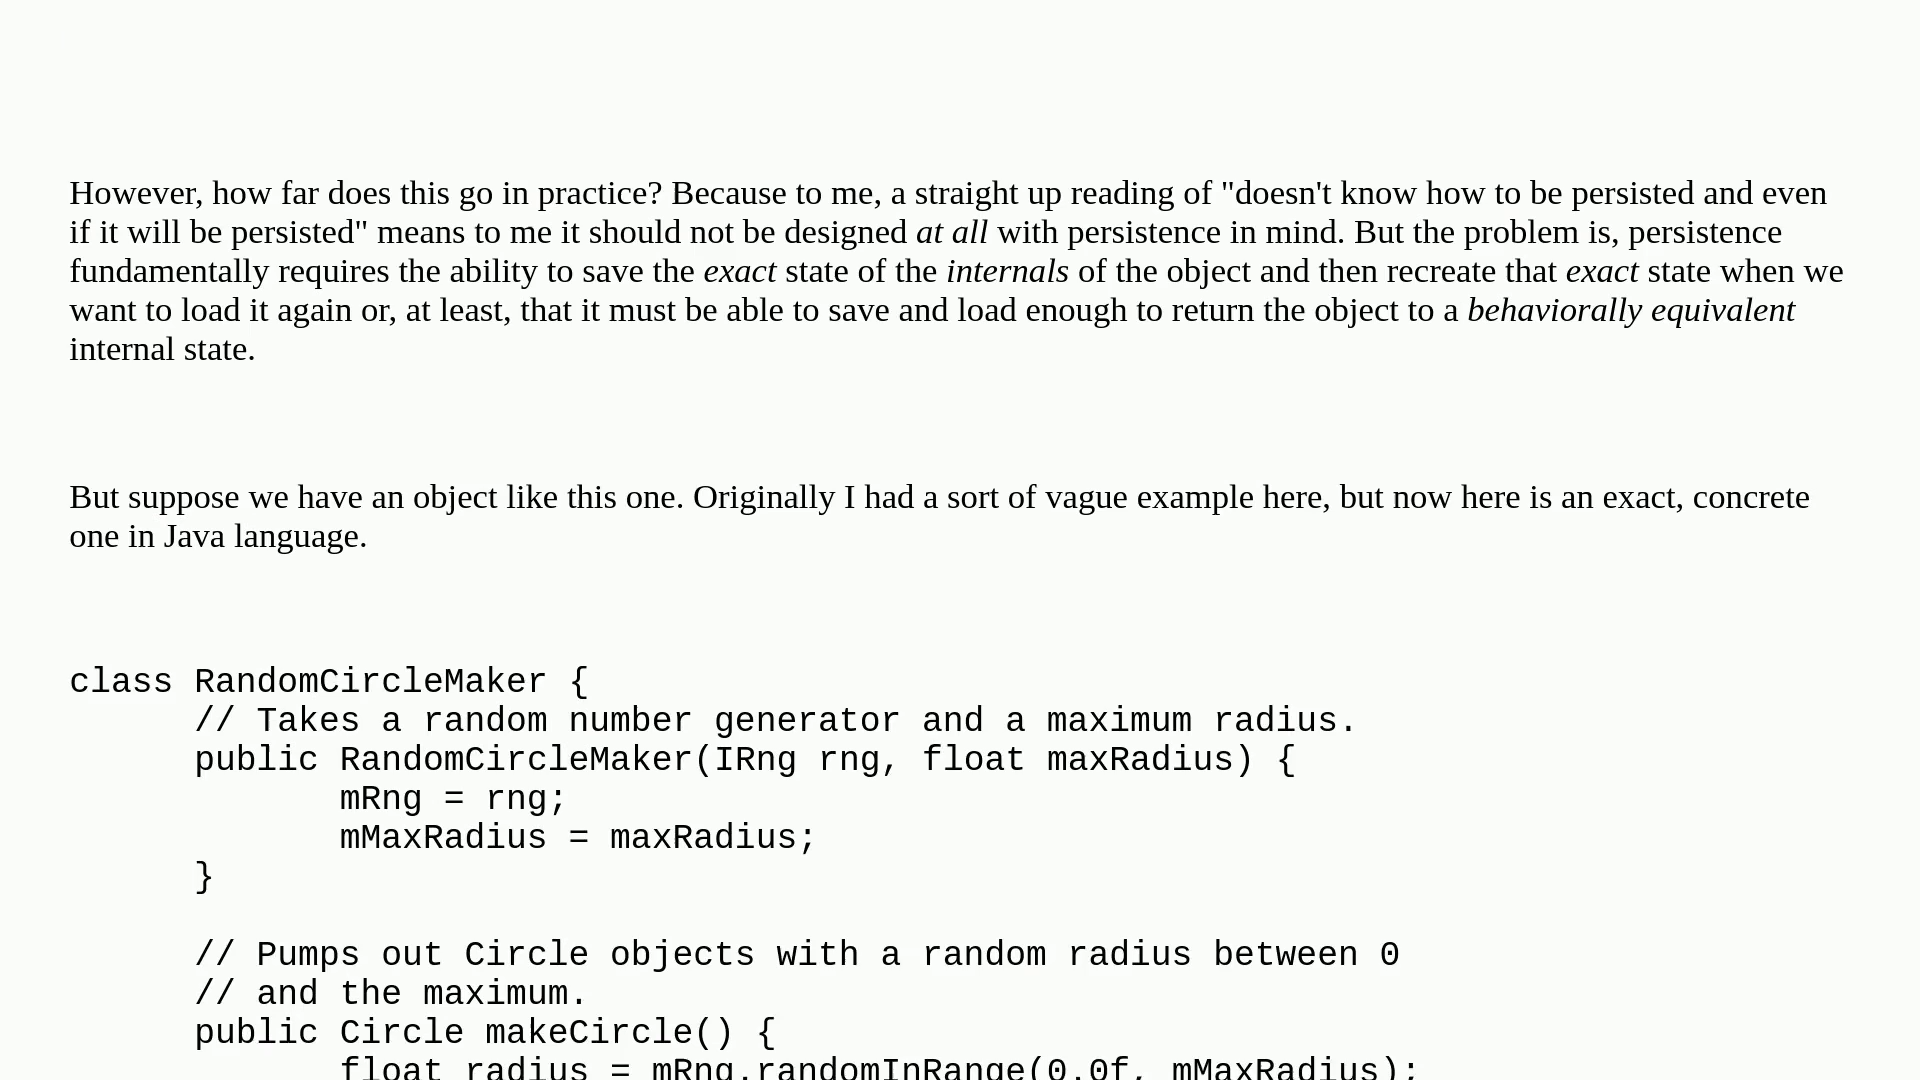 However, how far does this go in practice? Because to me, a straight up reading of "doesn't know how to be persisted and even
if it will be persisted" means to me it should not be designed at all with persistence in mind. But the problem is, persistence
fundamentally requires the ability to save the exact state of the internals of the object and then recreate that exact state when we
want to load it again or, at least, that it must be able to save and load enough to return the object to a behaviorally equivalent
internal state.
But suppose we have an object like this one. Originally I had a sort of vague example here, but now here is an exact, concrete
one in Java language.
class RandomCircleMaker {
// Takes a random number generator and a maximum radius.
public RandomCircleMaker(IRng rng, float maxRadius) {
mRng = rng;
mMaxRadius = maxRadius;
}
// Pumps out Circle objects with a random radius between 0
// and the maximum.
public Circle makeCircle() {
float radius = mRng.randomInRange(0.0f, mMaxRadius);